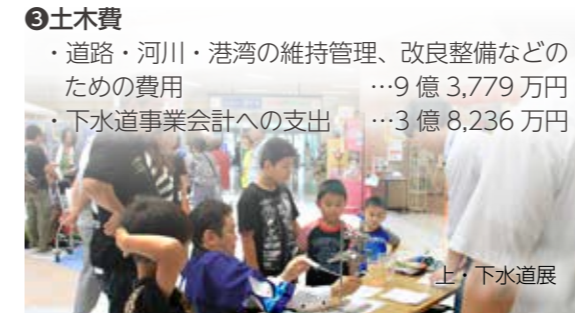 ❸土木費
・道路・河川・港湾の維持管理、改良整備などの
ための費用 …9 億 3,779 万円
・下水道事業会計への支出 …3 億 8,236 万円
上・下水道展